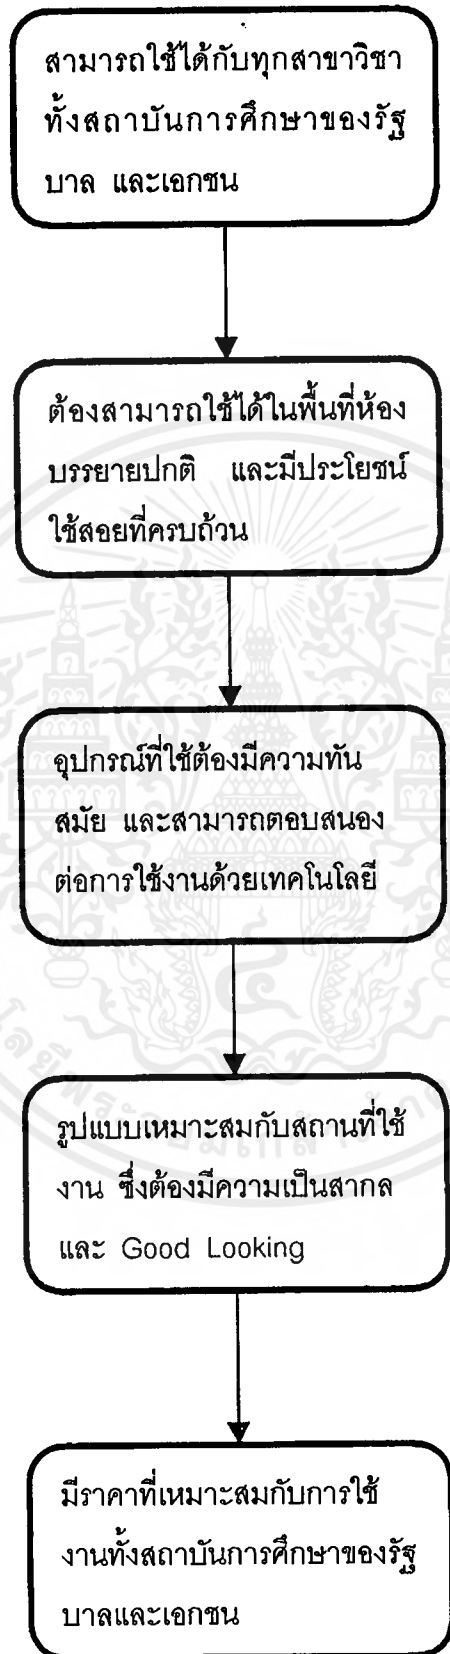 สามารถใช้ได้กับทุกสาขาวิชา
ทั้งสถาบันการศึกษาของรัฐ
บาล และเอกชน
ต้องสามารถใช้ได้ในพื้นที่ห้อง
บรรยายปกติ และมีประโยชน์
ใช้สอยที่ครบถ้วน
อุปกรณ์ที่ใช้ต้องมีความทัน
สมัย และสามารถตอบสนอง
ต่อการใช้งานด้วยเทคโนโลยี
รูปแบบเหมาะสมกับสถานที่ใช้
งาน ซึ่งต้องมีความเป็นสากล
และ Good Looking
มีราคาที่เหมาะสมกับการใช้
งานทั้งสถาบันการศึกษาของรัฐ
บาลและเอกชน